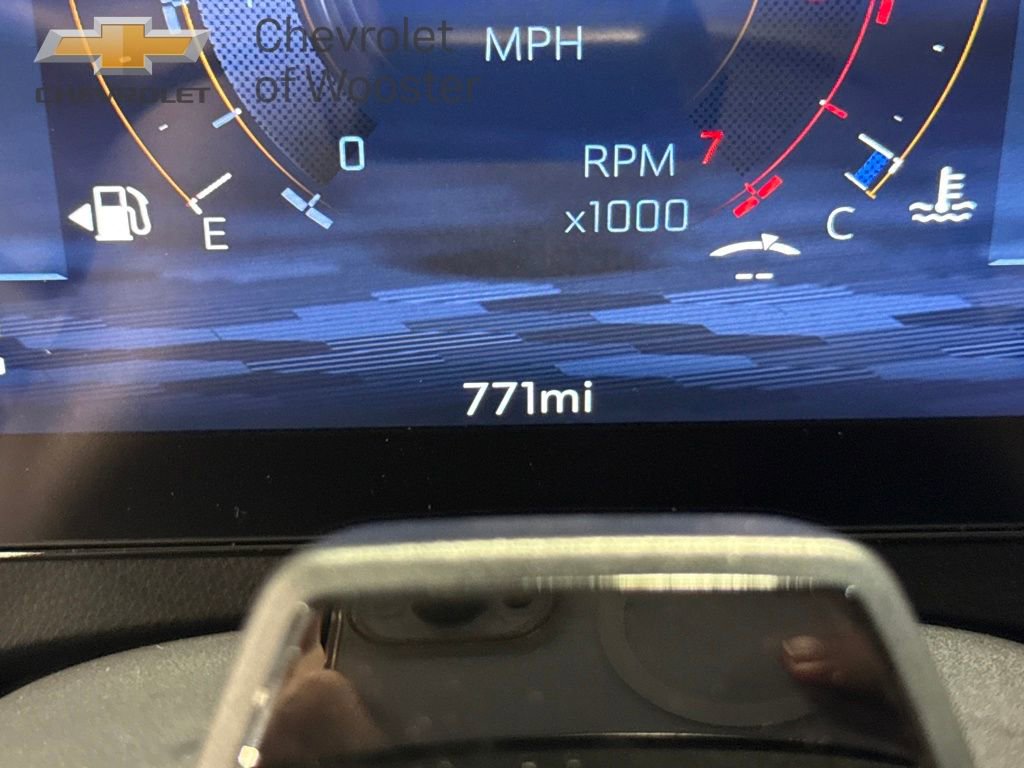 Chevrolet
of Wooster
CHEVROLET
MPH
0
7
RPM
x1000
E
C
--
771mi